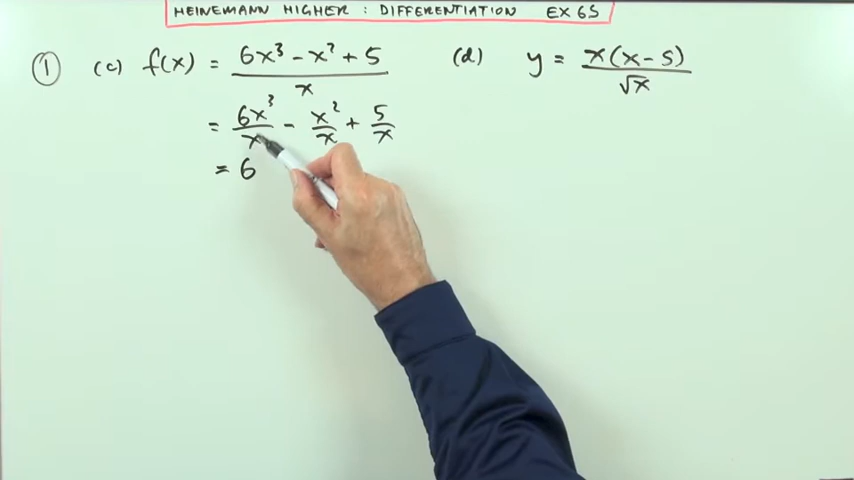 HEINEMANN HIGHER : DIFFERENTIATION EX 6S
① (c) f(x) = (6x³ − x² + 5)/x (d) y = x(x − 5)/√x
= 6x³/x − x²/x + 5/x
= 6